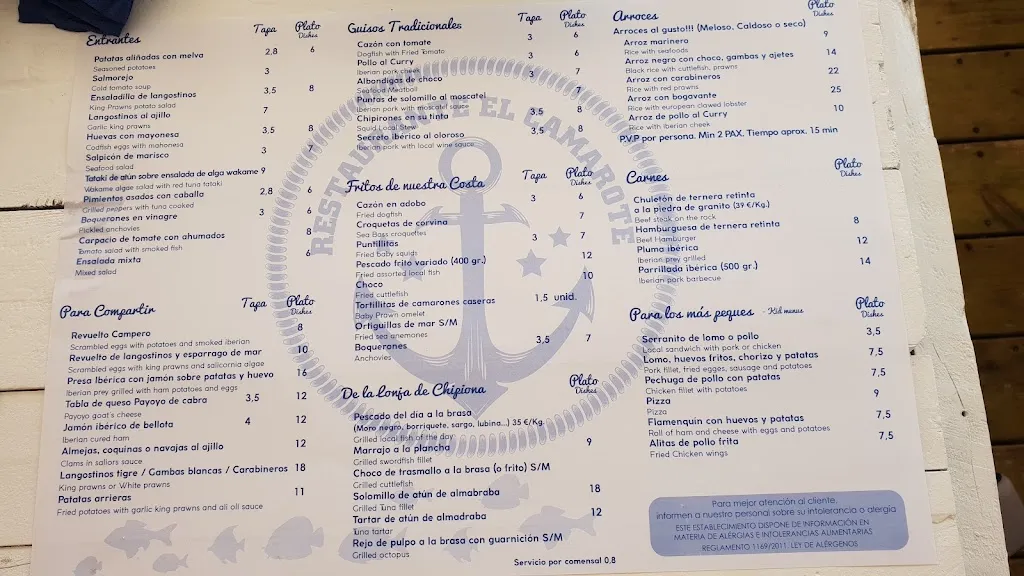 Entrantes Tapa Plato
Dishes
Patatas aliñadas con melva 2,8 6
Seasoned potatoes
Salmorejo 3
Cold tomato soup
Ensaladilla de langostinos 3,5 8
King Prawns potato salad
Langostinos al ajillo 7
Garlic king prawns
Huevas con mayonesa 3,5 8
Codfish eggs with mahonesa
Salpicón de marisco 3 7
Seafood salad
Tataki de atún sobre ensalada de alga wakame 9
Wakame algae salad with red tuna tataki
Pimientos asados con caballa 2,8 6
Grilled peppers with tuna cooked
Boquerones en vinagre 3 6
Pickled anchovies
Carpacio de tomate con ahumados 8
Tomato salad with smoked fish
Ensalada mixta 6
Mixed salad
Para Compartir Tapa Plato
Dishes
Revuelto Campero 8
Scrambled eggs with potatoes and smoked iberian
Revuelto de langostinos y esparrago de mar 10
Scrambled eggs with king prawns and salicornia algae
Presa Ibérica con jamón sobre patatas y huevo 16
Iberian prey grilled with ham potatoes and eggs
Tabla de queso Payoyo de cabra 3,5 12
Payoyo goat's cheese
Jamón ibérico de bellota 4 12
Iberian cured ham
Almejas, coquinas o navajas al ajillo 12
Clams in sailors sauce
Langostinos tigre / Gambas blancas / Carabineros 18
King prawns or White prawns
Patatas arrieras 11
Fried potatoes with garlic king prawns and ali oli sauce
Guisos Tradicionales Tapa Plato
Dishes
Cazón con tomate 3 6
Dogfish with Fried Tomato
Pollo al Curry 3 6
Iberian pork cheek
Albondigas de choco 3 7
Seafood Meatball
Puntas de solomillo al moscatel 7
Iberian pork with moscatel sauce
Chipirones en su tinta 3,5 8
Squid Local Stew
Secreto Ibérico al oloroso 3,5 8
Iberian pork with local wine sauce
RESTAURANTE EL CAMAROTE
Fritos de nuestra Costa Tapa Plato
Dishes
Cazón en adobo 3 6
Fried dogfish
Croquetas de corvina 7
Sea Bass croquettes
Puntillitas 3 7
Fried baby squids
Pescado frito variado (400 gr.) 12
Fried assorted local fish
Choco 10
Fried cuttlefish
Tortillitas de camarones caseras 1,5 unid.
Baby Prawn omelet
Ortiguillas de mar S/M
Fried sea anemones
Boquerones 3,5 7
Anchovies
De la Lonja de Chipiona Plato
Dishes
Pescado del día a la brasa
(Moro negro, borriquete, sargo, lubina...) 35 €/Kg.
Grilled local fish of day
Marrajo a la plancha 9
Grilled swordfish fillet
Choco de trasmallo a la brasa (o frito) S/M
Grilled cuttlefish
Solomillo de atún de almabraba 18
Grilled Tuna fillet
Tartar de atún de almadraba 12
Tuna tartar
Rejo de pulpo a la brasa con guarnición S/M
Grilled octopus
Servicio por comensal 0,8
Arroces Plato
Dishes
Arroces al gusto!!! (Meloso, Caldoso o seco)
Arroz marinera 9
Rice with seafoods
Arroz negro con choco, gambas y ajetes 14
Black rice with cuttlefish, prawns
Arroz con carabineros 22
Rice with red prawns
Arroz con bogavante 25
Rice with european clawed lobster
Arroz de pollo al Curry 10
Rice with Iberian cheek
P.V.P por persona. Min 2 PAX. Tiempo aprox. 15 min
Carnes Plato
Dishes
Chuletón de ternera retinta
a la piedra de granito (39 €/Kg.)
Beef steak on the rock
Hamburguesa de ternera retinta 8
Beef Hamburger
Pluma ibérica 12
Iberian prey grilled
Parrillada ibérica (500 gr.) 14
Iberian pork barbecue
Para los más peques - Kid menus Plato
Dishes
Serranito de lomo o pollo 3,5
Local sandwich with pork or chicken
Lomo, huevos fritos, chorizo y patatas 7,5
Pork fillet, fried egges, sausage and potatoes
Pechuga de pollo con patatas 7,5
Chicken fillet with potatoes
Pizza 9
Pizza
Flamenquin con huevos y patatas 7,5
Roll of ham and cheese with eggs and potatoes
Alitas de pollo frita 7,5
Fried Chicken wings
Para mejor atención al cliente,
informen a nuestro personal sobre su intolerancia o alergia
ESTE ESTABLECIMIENTO DISPONE DE INFORMACIÓN EN
MATERIA DE ALERGIAS E INTOLERANCIAS ALIMENTARIAS
REGLAMENTO 1169/2011. LEY DE ALÉRGENOS